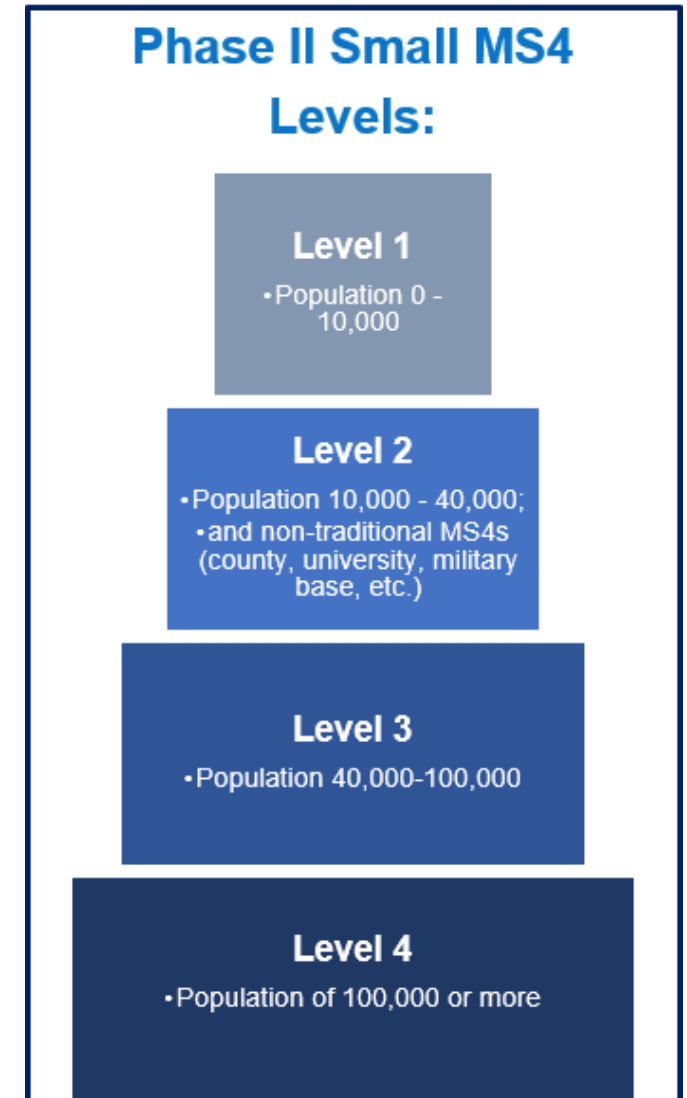 Phase II Small MS4
Levels:
Level 1
•Population 0 -
10,000
Level 2
•Population 10,000 - 40,000;
•and non-traditional MS4s
(county, university, military
base, etc.)
Level 3
•Population 40,000-100,000
Level 4
•Population of 100,000 or more